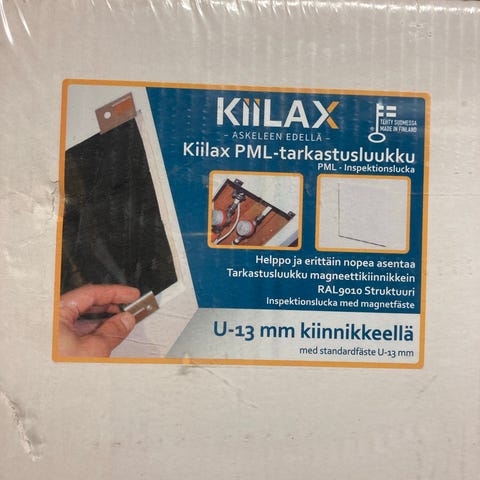 KIILAX
– ASKELEEN EDELLÄ –
TEHTY SUOMESSA
MADE IN FINLAND
Kiilax PML-tarkastusluukku
PML - Inspektionslucka
Helppo ja erittäin nopea asentaa
Tarkastusluukku magneettikiinnikkein
RAL9010 Struktuuri
Inspektionslucka med magnetfäste
U-13 mm kiinnikkeellä
med standardfäste U-13 mm